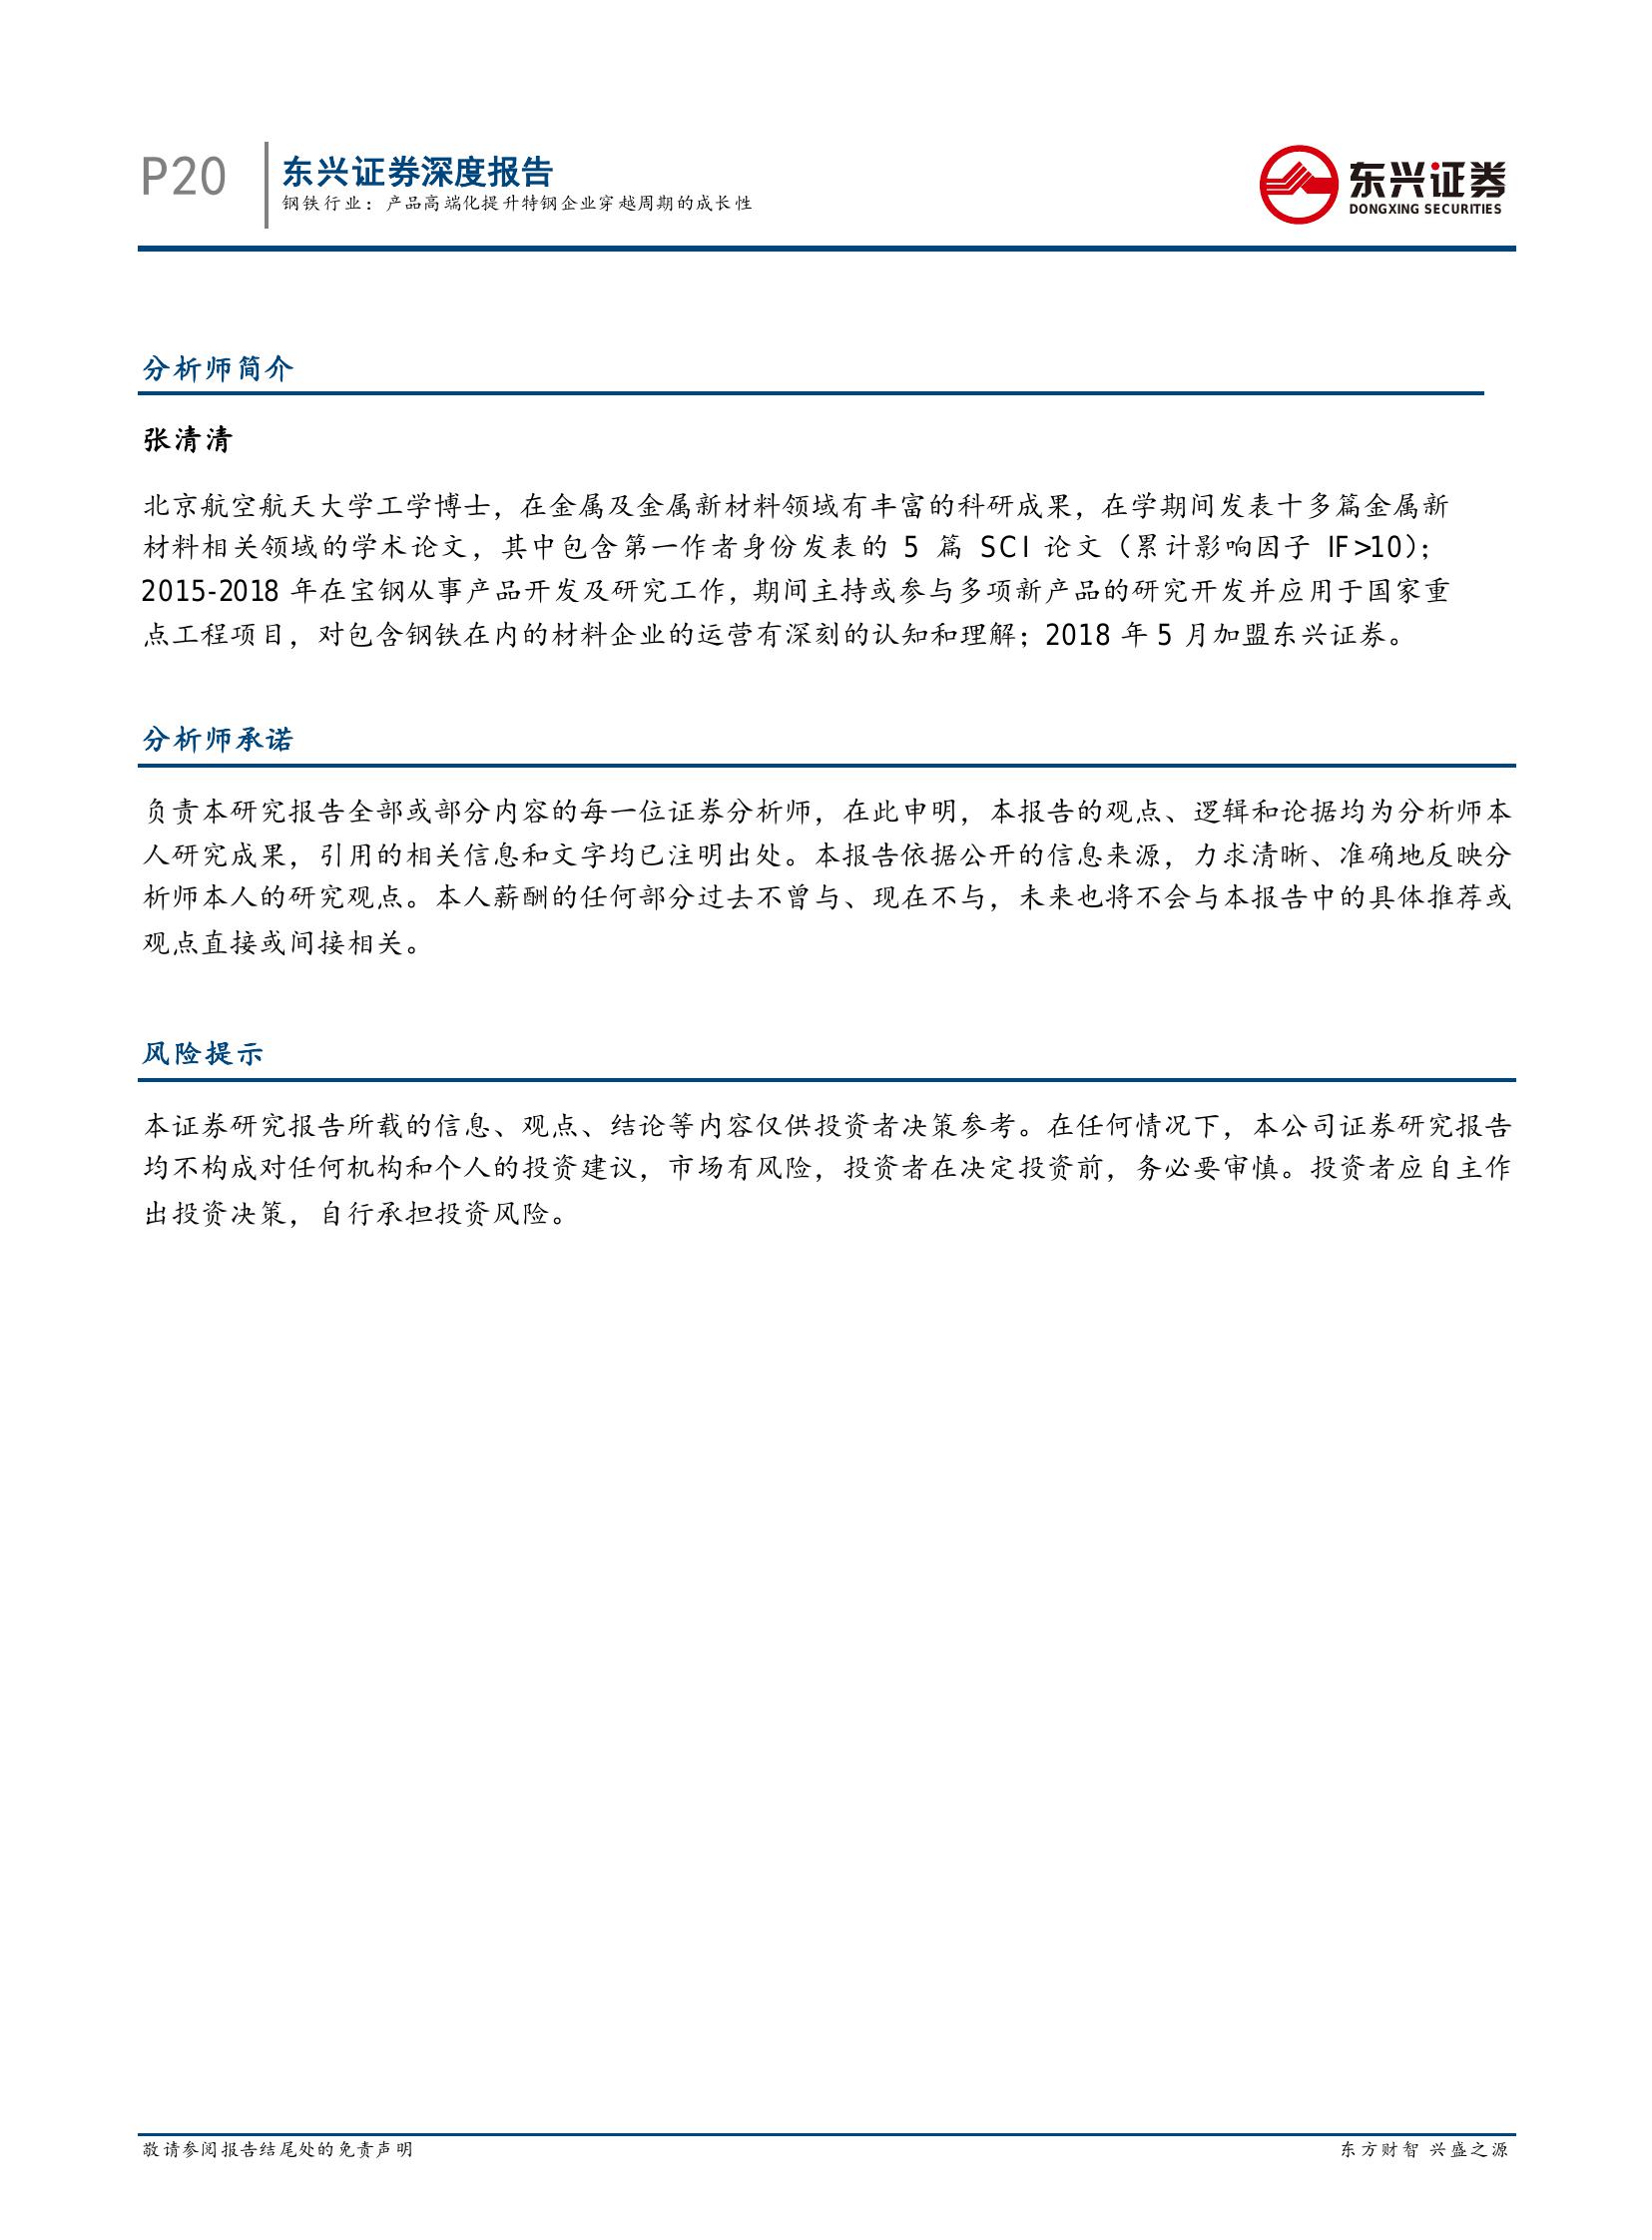 P20
东兴证券深度报告
钢铁行业：产品高端化提升特钢企业穿越周期的成长性
东兴证券
DONGXING SECURITIES
分析师简介
张清清
北京航空航天大学工学博士，在金属及金属新材料领域有丰富的科研成果，在学期间发表十多篇金属新
材料相关领域的学术论文，其中包含第一作者身份发表的 5 篇 SCI 论文（累计影响因子 IF>10）；
2015-2018 年在宝钢从事产品开发及研究工作，期间主持或参与多项新产品的研究开发并应用于国家重
点工程项目，对包含钢铁在内的材料企业的运营有深刻的认知和理解；2018 年 5 月加盟东兴证券。
分析师承诺
负责本研究报告全部或部分内容的每一位证券分析师，在此申明，本报告的观点、逻辑和论据均为分析师本
人研究成果，引用的相关信息和文字均已注明出处。本报告依据公开的信息来源，力求清晰、准确地反映分
析师本人的研究观点。本人薪酬的任何部分过去不曾与、现在不与，未来也将不会与本报告中的具体推荐或
观点直接或间接相关。
风险提示
本证券研究报告所载的信息、观点、结论等内容仅供投资者决策参考。在任何情况下，本公司证券研究报告
均不构成对任何机构和个人的投资建议，市场有风险，投资者在决定投资前，务必要审慎。投资者应自主作
出投资决策，自行承担投资风险。
敬请参阅报告结尾处的免责声明
东方财智 兴盛之源